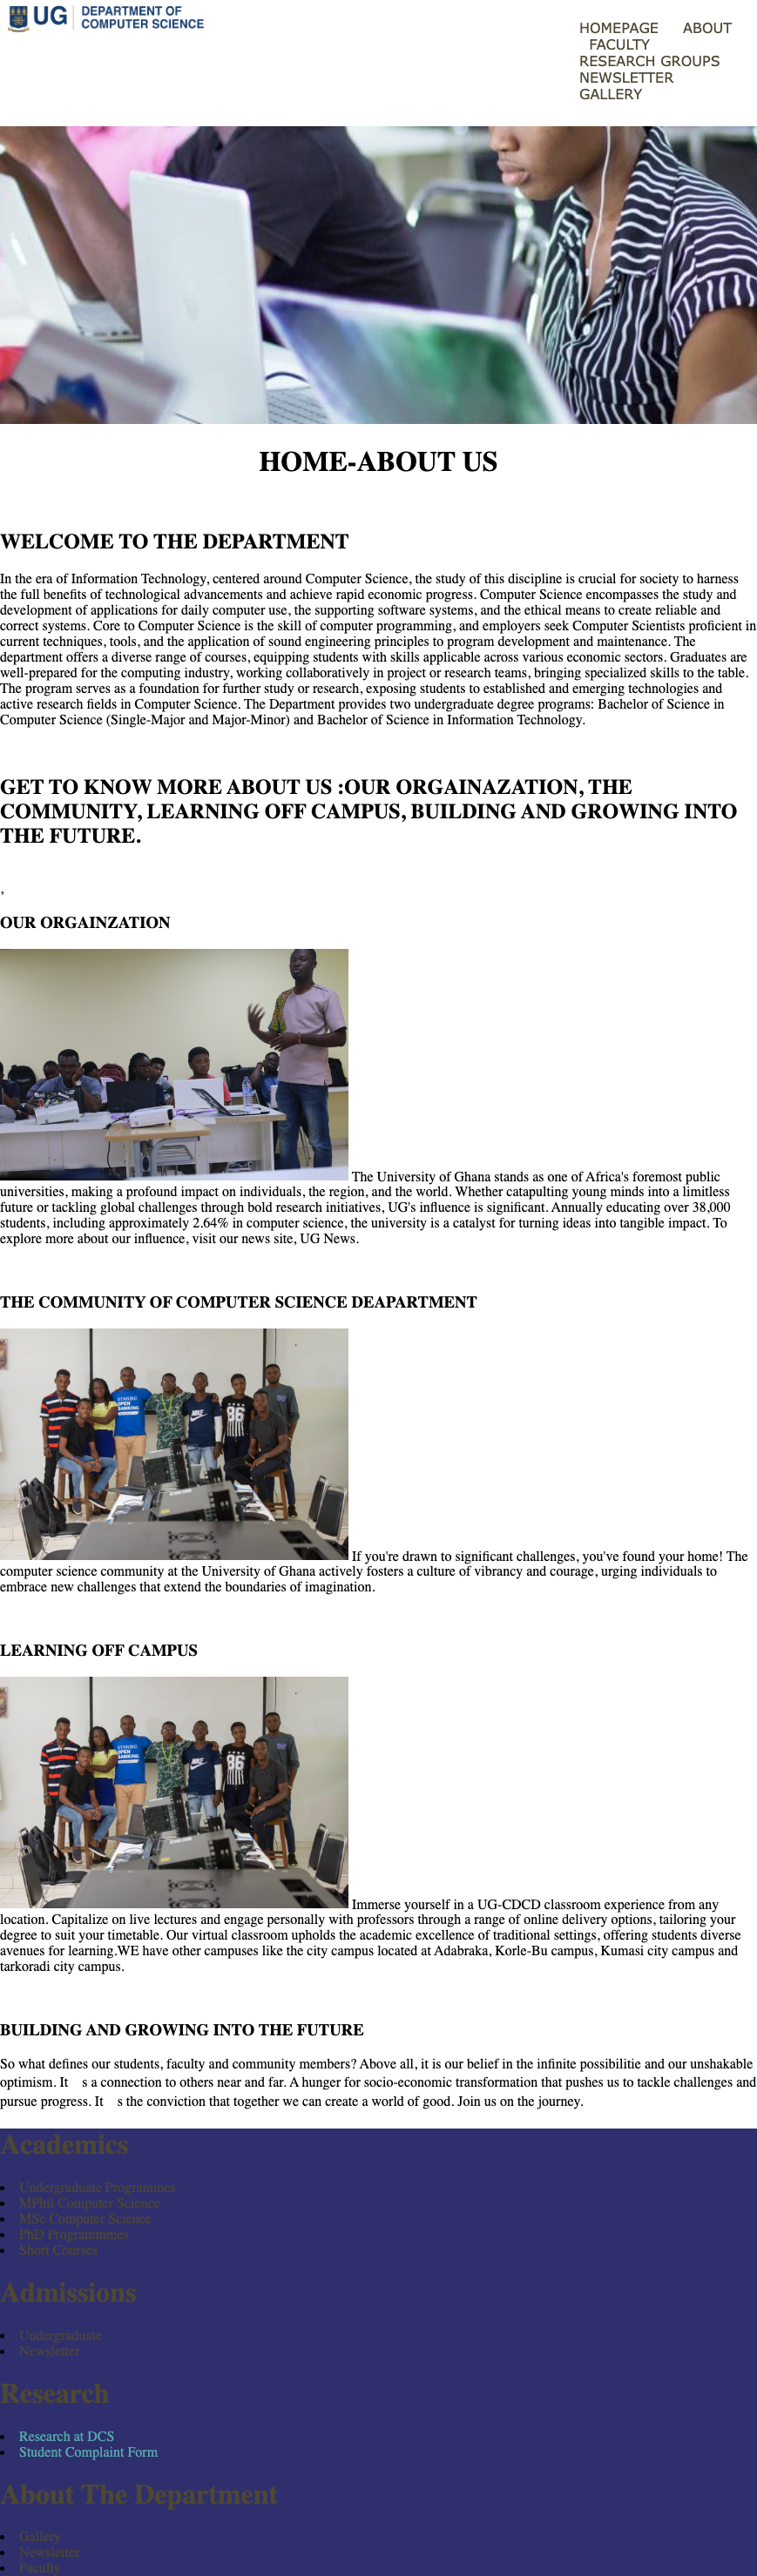 UG DEPARTMENT OF
COMPUTER SCIENCE
HOMEPAGE ABOUT
FACULTY
RESEARCH GROUPS
NEWSLETTER
GALLERY
HOME-ABOUT US
WELCOME TO THE DEPARTMENT
In the era of Information Technology, centered around Computer Science, the study of this discipline is crucial for society to harness
the full benefits of technological advancements and achieve rapid economic progress. Computer Science encompasses the study and
development of applications for daily computer use, the supporting software systems, and the ethical means to create reliable and
correct systems. Core to Computer Science is the skill of computer programming, and employers seek Computer Scientists proficient in
current techniques, tools, and the application of sound engineering principles to program development and maintenance. The
department offers a diverse range of courses, equipping students with skills applicable across various economic sectors. Graduates are
well-prepared for the computing industry, working collaboratively in project or research teams, bringing specialized skills to the table.
The program serves as a foundation for further study or research, exposing students to established and emerging technologies and
active research fields in Computer Science. The Department provides two undergraduate degree programs: Bachelor of Science in
Computer Science (Single-Major and Major-Minor) and Bachelor of Science in Information Technology.
GET TO KNOW MORE ABOUT US :OUR ORGAINAZATION, THE
COMMUNITY, LEARNING OFF CAMPUS, BUILDING AND GROWING INTO
THE FUTURE.
,
OUR ORGAINZATION
The University of Ghana stands as one of Africa's foremost public
universities, making a profound impact on individuals, the region, and the world. Whether catapulting young minds into a limitless
future or tackling global challenges through bold research initiatives, UG's influence is significant. Annually educating over 38,000
students, including approximately 2.64% in computer science, the university is a catalyst for turning ideas into tangible impact. To
explore more about our influence, visit our news site, UG News.
THE COMMUNITY OF COMPUTER SCIENCE DEAPARTMENT
STANBIC
OPEN
BANKING
NIKE
86
If you're drawn to significant challenges, you've found your home! The
computer science community at the University of Ghana actively fosters a culture of vibrancy and courage, urging individuals to
embrace new challenges that extend the boundaries of imagination.
LEARNING OFF CAMPUS
STANBIC
OPEN
BANKING
NIKE
86
Immerse yourself in a UG-CDCD classroom experience from any
location. Capitalize on live lectures and engage personally with professors through a range of online delivery options, tailoring your
degree to suit your timetable. Our virtual classroom upholds the academic excellence of traditional settings, offering students diverse
avenues for learning.WE have other campuses like the city campus located at Adabraka, Korle-Bu campus, Kumasi city campus and
tarkoradi city campus.
BUILDING AND GROWING INTO THE FUTURE
So what defines our students, faculty and community members? Above all, it is our belief in the infinite possibilitie and our unshakable
optimism. It s a connection to others near and far. A hunger for socio-economic transformation that pushes us to tackle challenges and
pursue progress. It s the conviction that together we can create a world of good. Join us on the journey.
Academics
Undergraduate Programmes
MPhil Computer Science
MSc Computer Science
PhD Programmmes
Short Courses
Admissions
Undergraduate
Newsletter
Research
Research at DCS
Student Complaint Form
About The Department
Gallery
Newsletter
Faculty